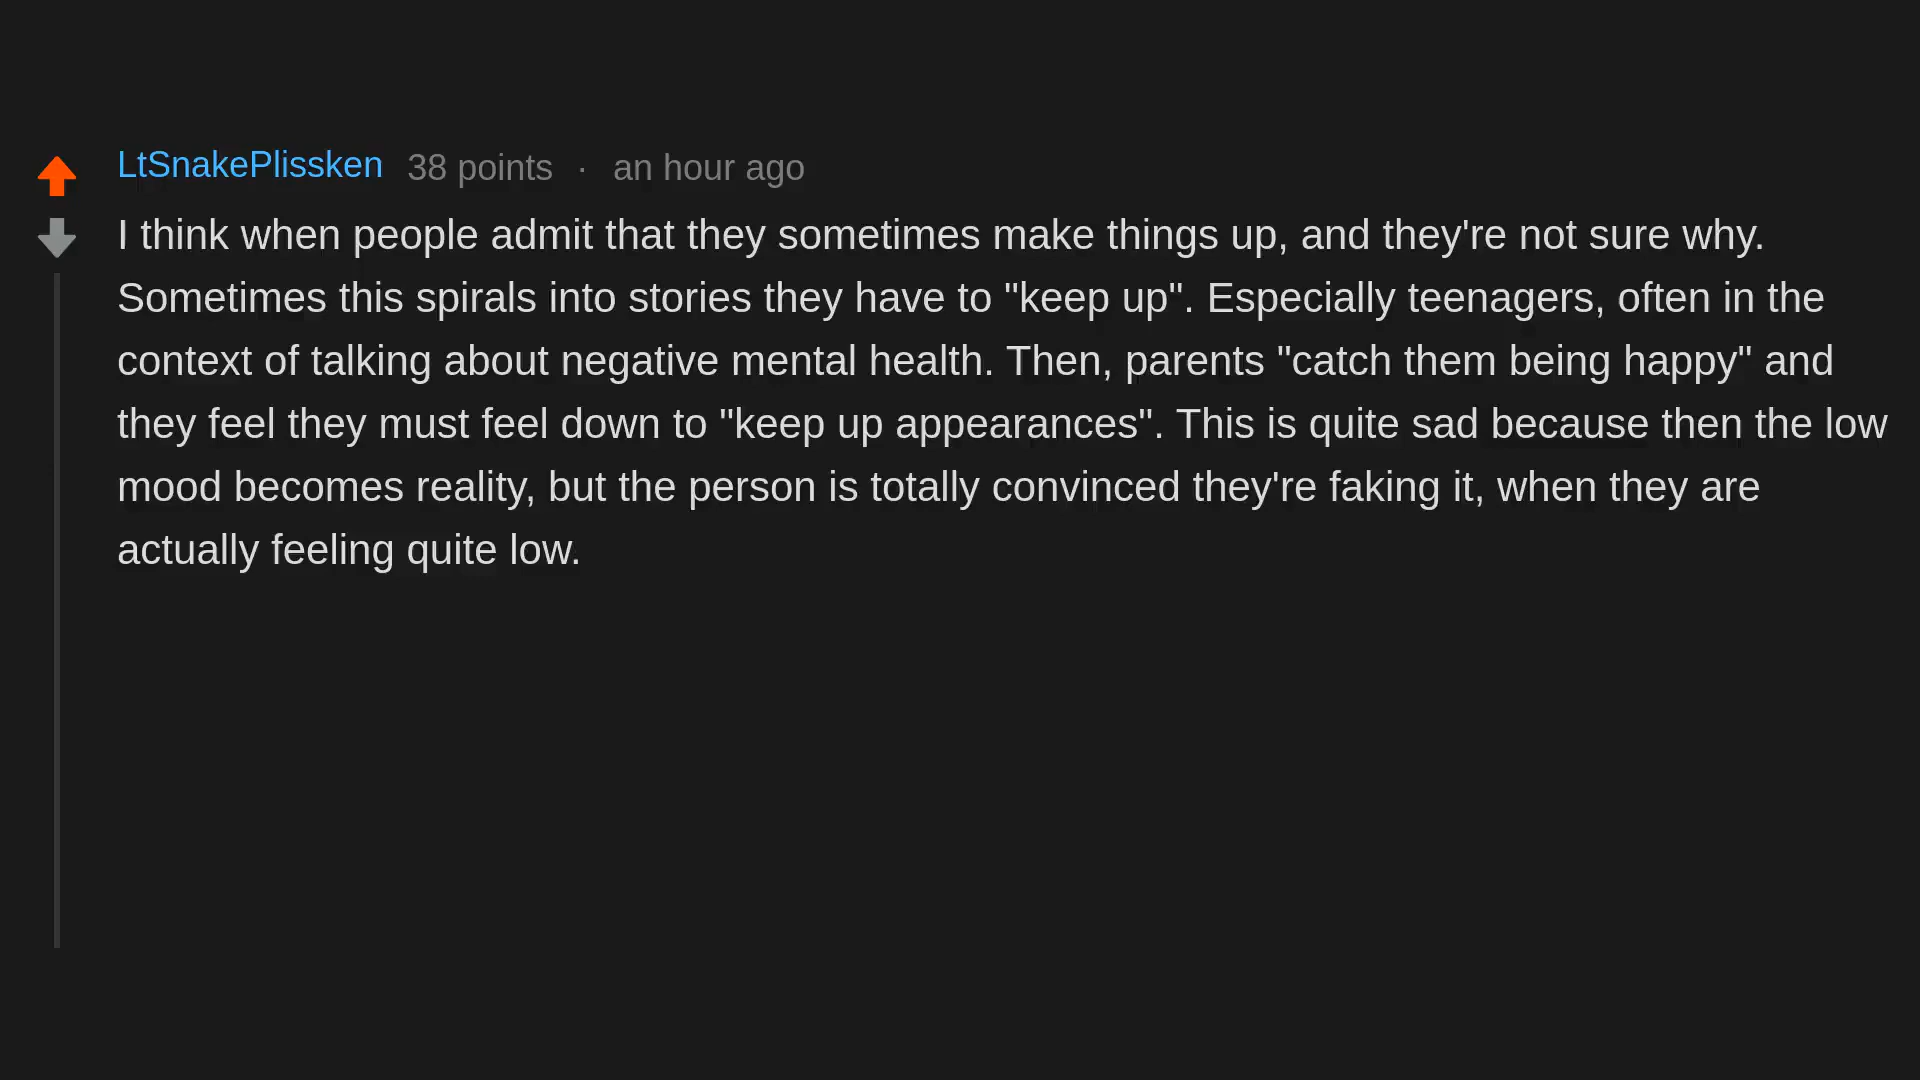 LtSnakePlissken 38 points · an hour ago
I think when people admit that they sometimes make things up, and they're not sure why.
Sometimes this spirals into stories they have to "keep up". Especially teenagers, often in the
context of talking about negative mental health. Then, parents "catch them being happy" and
they feel they must feel down to "keep up appearances". This is quite sad because then the low
mood becomes reality, but the person is totally convinced they're faking it, when they are
actually feeling quite low.